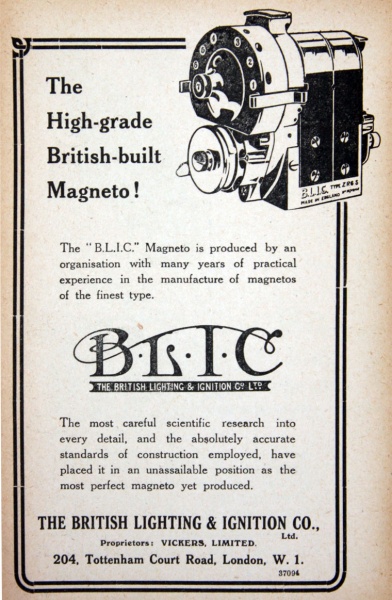 The
High-grade
British-built
Magneto!
B.L.I.C. TYPE
MADE IN ENGLAND
The "B.L.I.C." Magneto is produced by an
organisation with many years of practical
experience in the manufacture of magnetos
of the finest type.
B·L·I·C
THE BRITISH LIGHTING & IGNITION Co LTD
The most careful scientific research into
every detail, and the absolutely accurate
standards of construction employed, have
placed it in an unassailable position as the
most perfect magneto yet produced.
THE BRITISH LIGHTING & IGNITION CO.,
Ltd.
Proprietors: VICKERS, LIMITED.
204, Tottenham Court Road, London, W. 1.
37094